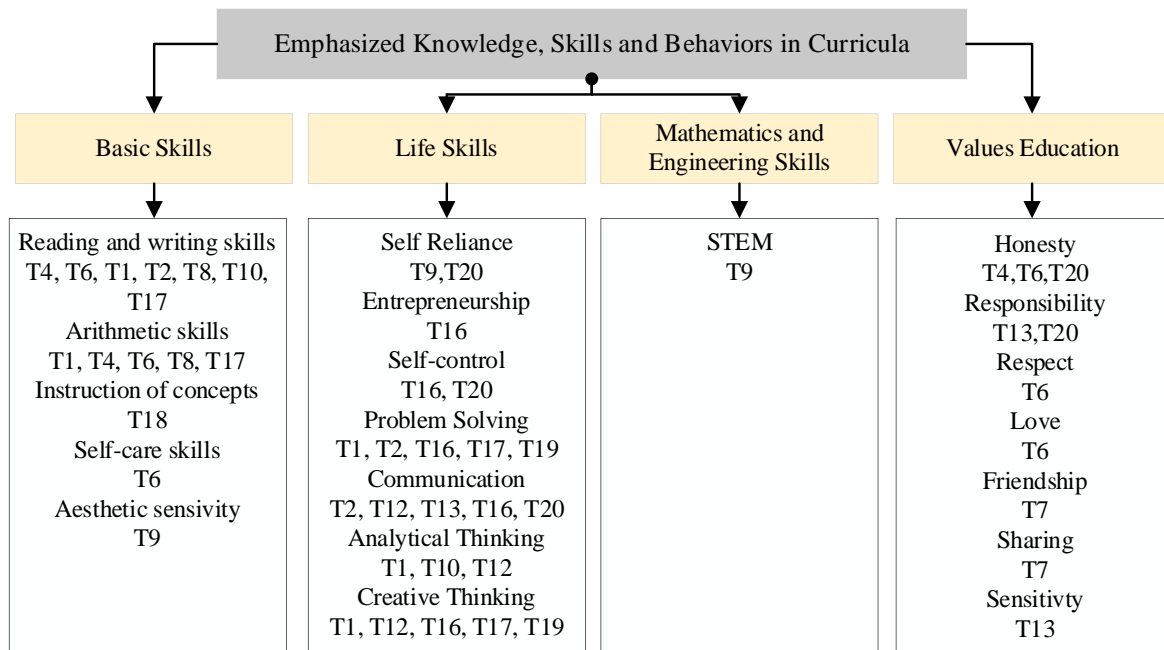 Emphasized Knowledge, Skills and Behaviors in Curricula
Basic Skills
Reading and writing skills
T4, T6, T1, T2, T8, T10,
T17
Arithmetic skills
T1, T4, T6, T8, T17
Instruction of concepts
T18
Self-care skills
T6
Aesthetic sensivity
T9
Life Skills
Self Reliance
T9,T20
Entrepreneurship
T16
Self-control
T16, T20
Problem Solving
T1, T2, T16, T17, T19
Communication
T2, T12, T13, T16, T20
Analytical Thinking
T1, T10, T12
Creative Thinking
T1, T12, T16, T17, T19
Mathematics and
Engineering Skills
STEM
T9
Values Education
Honesty
T4,T6,T20
Responsibility
T13,T20
Respect
T6
Love
T6
Friendship
T7
Sharing
T7
Sensitivty
T13